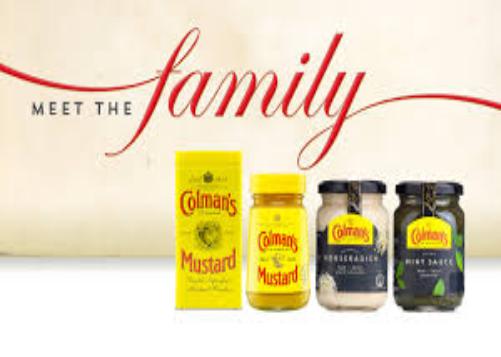 MEET THE family
Colman's
Mustard
Colman's
Mustard
Colman's
HORSERADISH
Colman's
MINT SAUCE